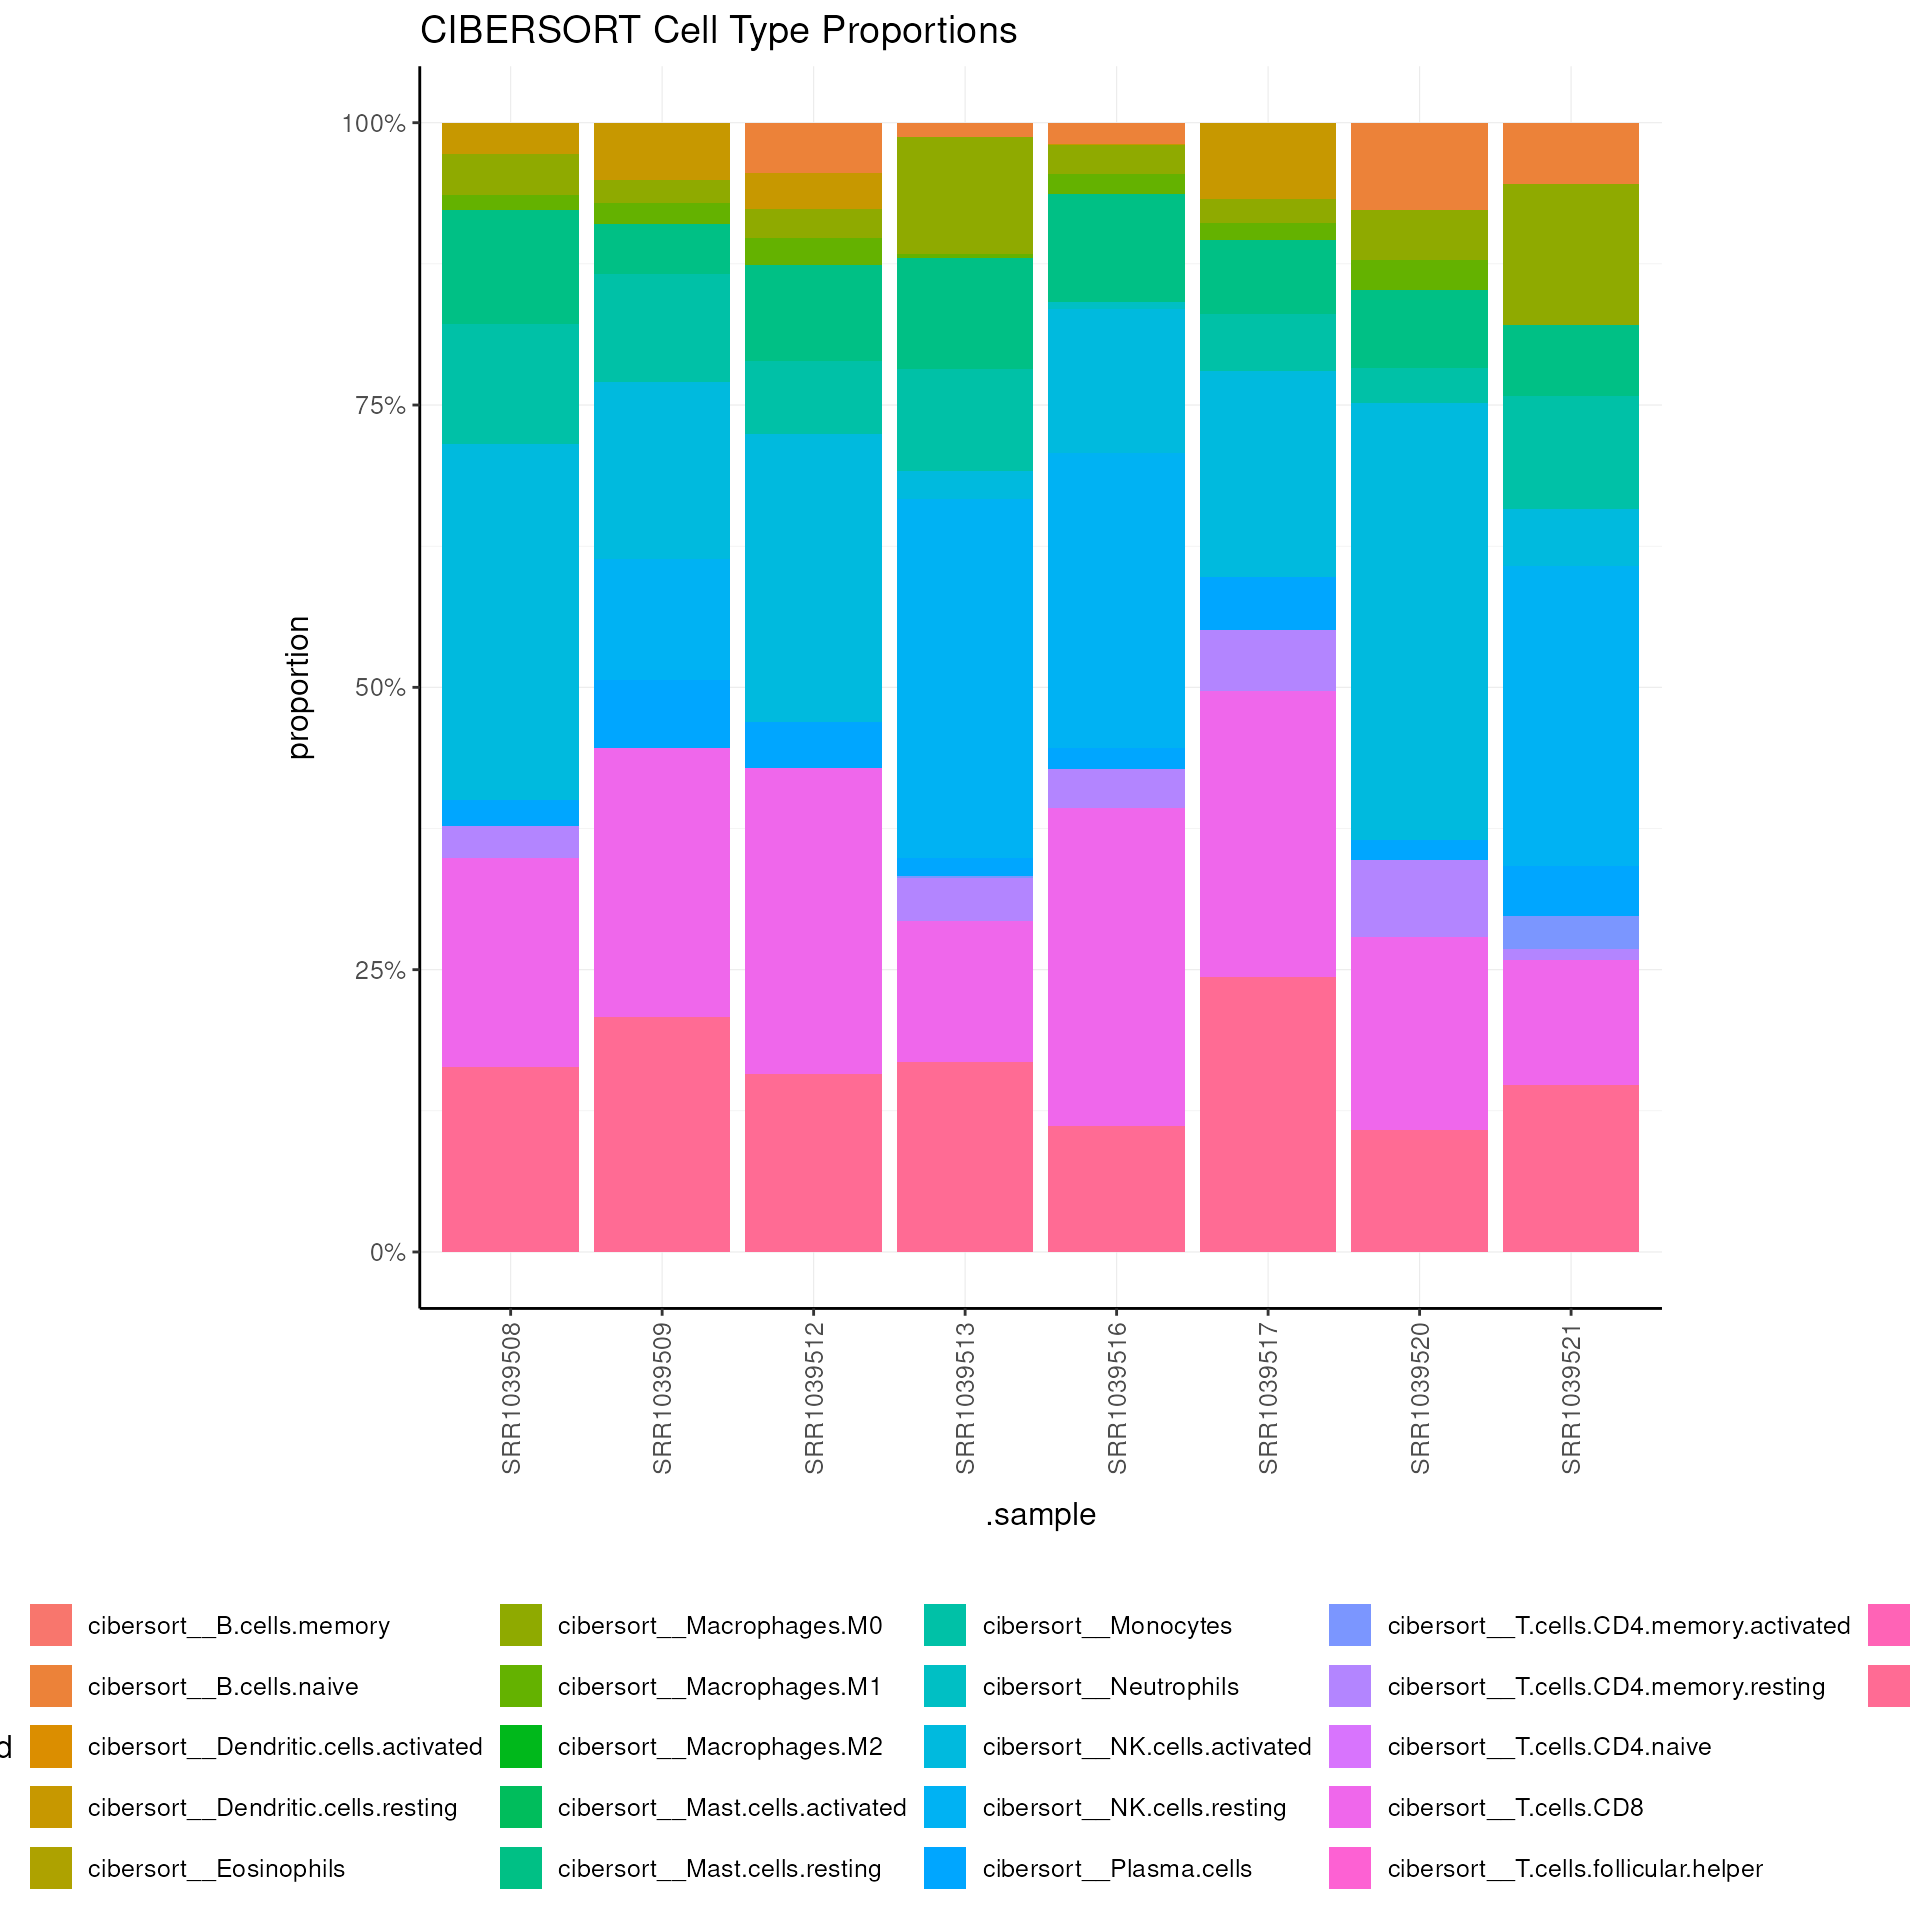 CIBERSORT Cell Type Proportions
100%
75%
50%
25%
0%
proportion
SRR1039508
SRR1039509
SRR1039512
SRR1039513
SRR1039516
SRR1039517
SRR1039520
SRR1039521
.sample
cibersort__B.cells.memory
cibersort__B.cells.naive
d
cibersort__Dendritic.cells.activated
cibersort__Dendritic.cells.resting
cibersort__Eosinophils
cibersort__Macrophages.M0
cibersort__Macrophages.M1
cibersort__Macrophages.M2
cibersort__Mast.cells.activated
cibersort__Mast.cells.resting
cibersort__Monocytes
cibersort__Neutrophils
cibersort__NK.cells.activated
cibersort__NK.cells.resting
cibersort__Plasma.cells
cibersort__T.cells.CD4.memory.activated
cibersort__T.cells.CD4.memory.resting
cibersort__T.cells.CD4.naive
cibersort__T.cells.CD8
cibersort__T.cells.follicular.helper